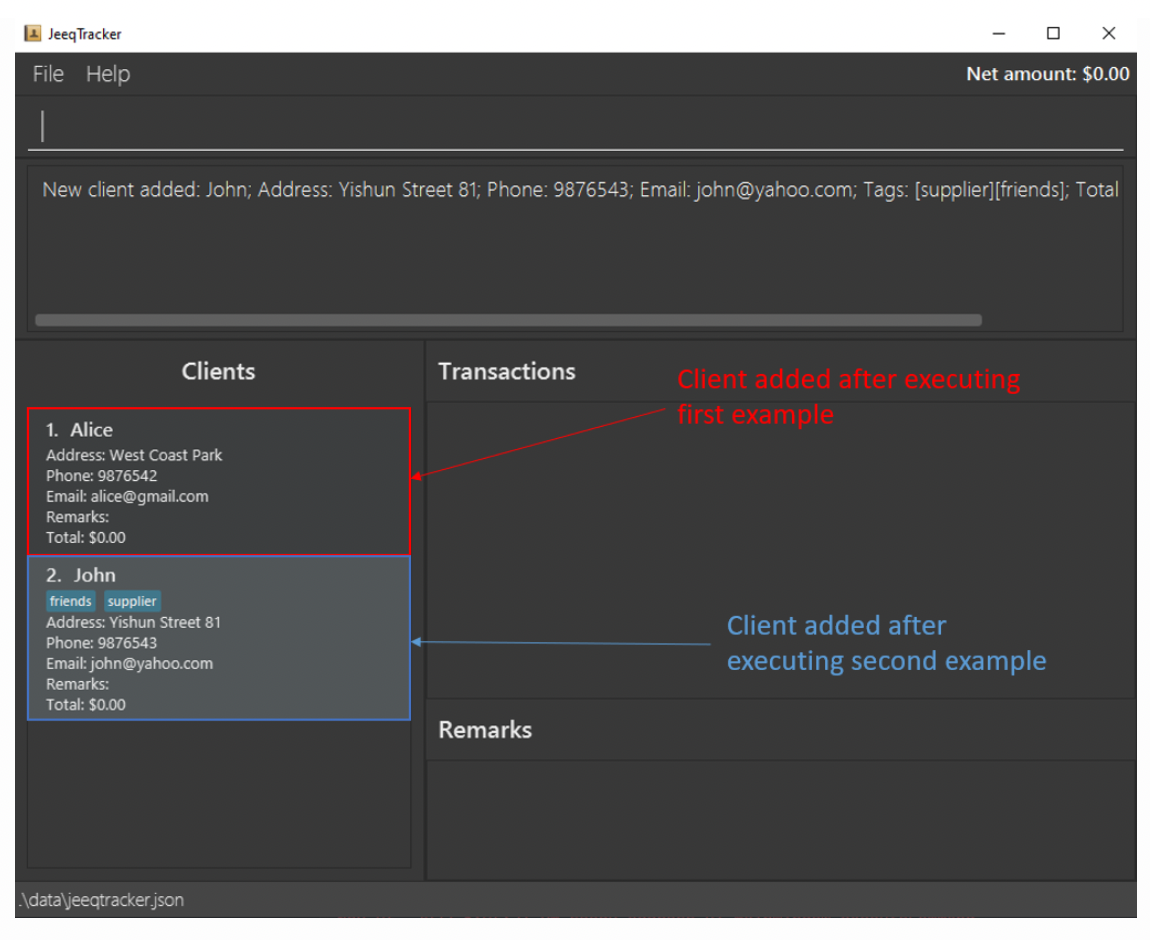 JeeqTracker
File Help
Net amount: $0.00
New client added: John; Address: Yishun Street 81; Phone: 9876543; Email: john@yahoo.com; Tags: [supplier][friends]; Total
Clients
Transactions
Client added after executing
first example
1. Alice
Address: West Coast Park
Phone: 9876542
Email: alice@gmail.com
Remarks:
Total: $0.00
2. John
friends supplier
Address: Yishun Street 81
Phone: 9876543
Email: john@yahoo.com
Remarks:
Total: $0.00
Client added after
executing second example
Remarks
.\data\jeeqtracker.json